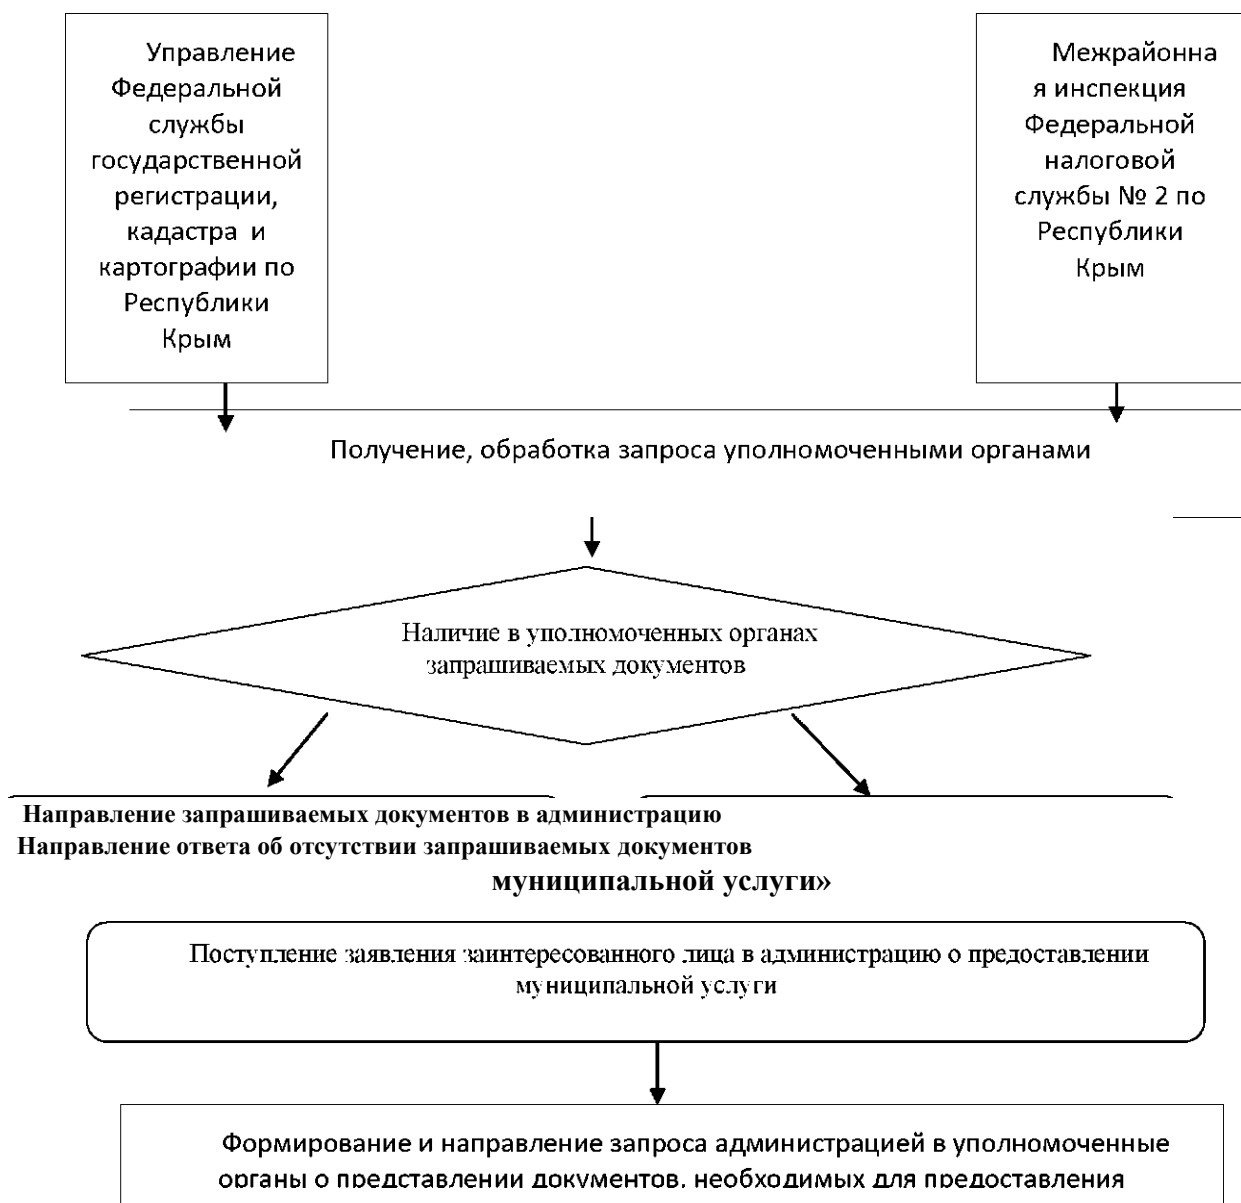 Управление
Федеральной
службы
государственной
регистрации,
кадастра и
картографии по
Республики
Крым
Межрайонна
я инспекция
Федеральной
налоговой
службы № 2 по
Республики
Крым
Получение, обработка запроса уполномоченными органами
Наличие в уполномоченных органах
запрашиваемых документов
Направление запрашиваемых документов в администрацию
Направление ответа об отсутствии запрашиваемых документов
муниципальной услуги»
Поступление заявления заинтересованного лица в администрацию о предоставлении
муниципальной услуги
Формирование и направление запроса администрацией в уполномоченные
органы о представлении документов, необходимых для предоставления